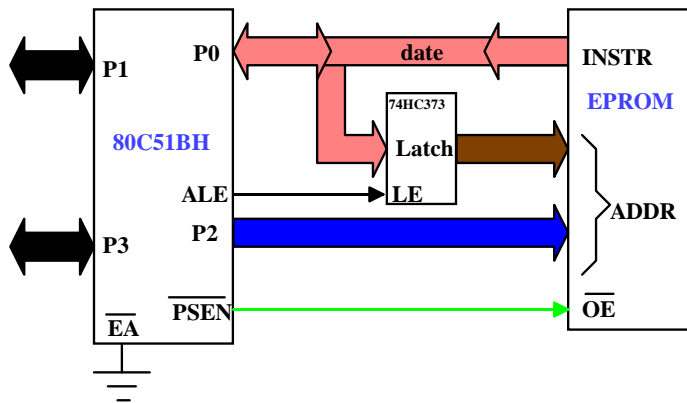 P0
date
INSTR
P1
74HC373
EPROM
80C51BH
Latch
ALE
LE
P2
ADDR
P3
PSEN
OE
EA